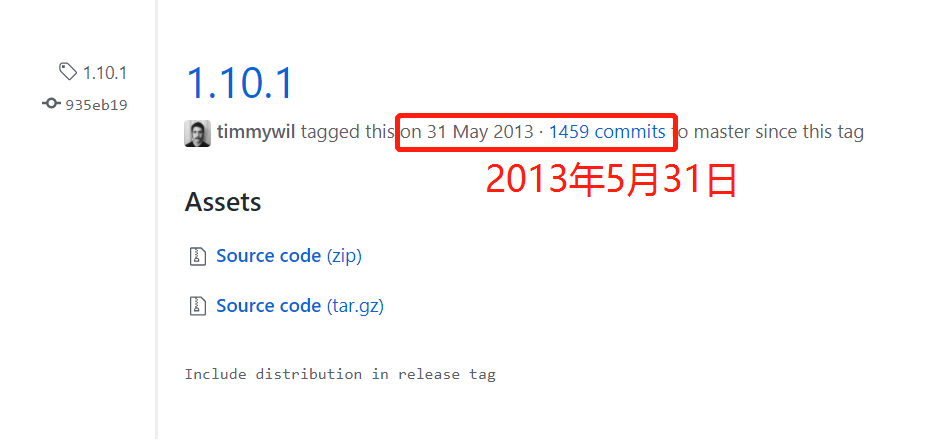 1.10.1
935eb19
1.10.1
timmywil tagged this on 31 May 2013 · 1459 commits to master since this tag
2013年5月31日
Assets
Source code (zip)
Source code (tar.gz)
Include distribution in release tag